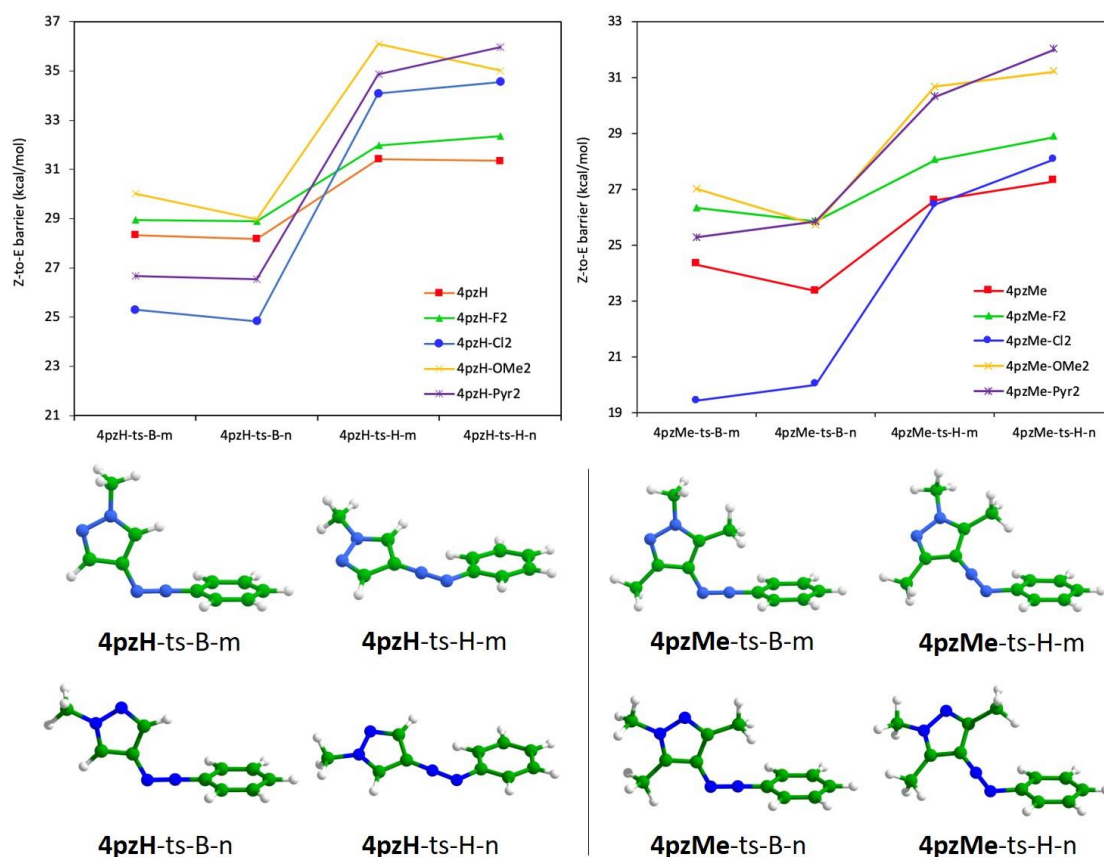 37
35
33
31
29
27
25
23
21
Z-to-E barrier (kcal/mol)
4pzH
4pzH-F2
4pzH-Cl2
4pzH-OMe2
4pzH-Pyr2
4pzH-ts-B-m 4pzH-ts-B-n 4pzH-ts-H-m 4pzH-ts-H-n
33
31
29
27
25
23
21
19
Z-to-E barrier (kcal/mol)
4pzMe
4pzMe-F2
4pzMe-Cl2
4pzMe-OMe2
4pzMe-Pyr2
4pzMe-ts-B-m 4pzMe-ts-B-n 4pzMe-ts-H-m 4pzMe-ts-H-n
4pzH-ts-B-m 4pzH-ts-H-m 4pzMe-ts-B-m 4pzMe-ts-H-m
4pzH-ts-B-n 4pzH-ts-H-n 4pzMe-ts-B-n 4pzMe-ts-H-n